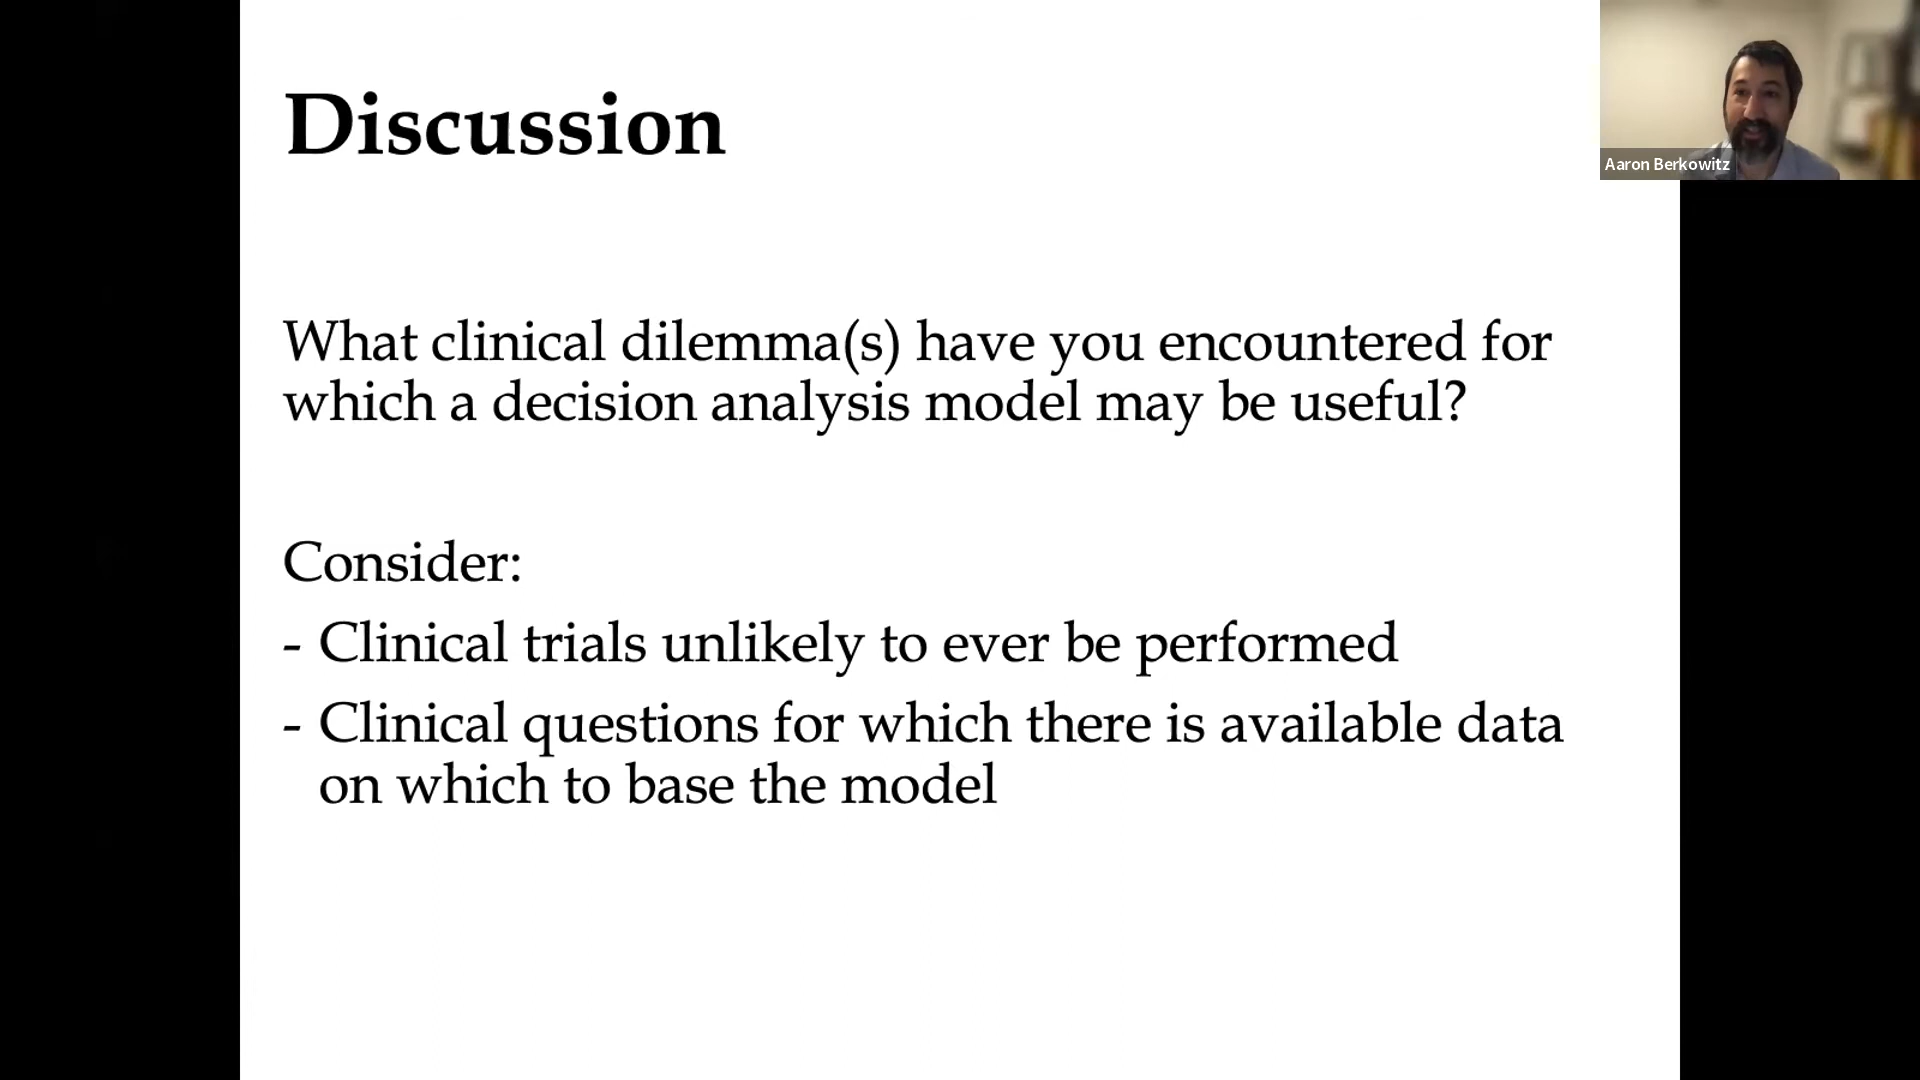 Discussion
Aaron Berkowitz
What clinical dilemma(s) have you encountered for
which a decision analysis model may be useful?
Consider:
- Clinical trials unlikely to ever be performed
- Clinical questions for which there is available data
on which to base the model